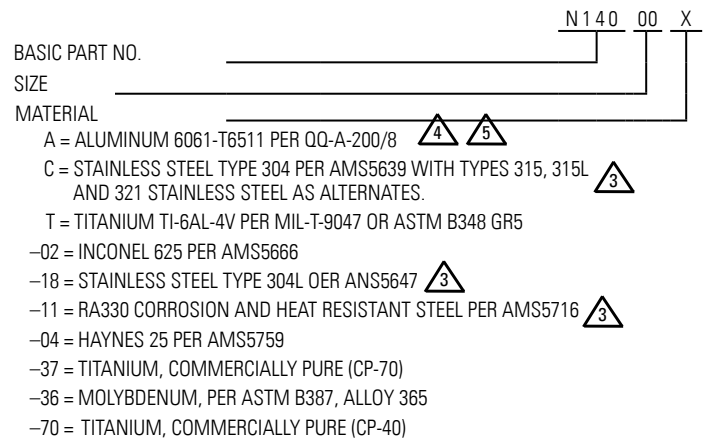 N140 00 X
BASIC PART NO.
SIZE
MATERIAL
A = ALUMINUM 6061-T6511 PER QQ-A-200/8 4 5
C = STAINLESS STEEL TYPE 304 PER AMS5639 WITH TYPES 315, 315L
AND 321 STAINLESS STEEL AS ALTERNATES. 3
T = TITANIUM TI-6AL-4V PER MIL-T-9047 OR ASTM B348 GR5
–02 = INCONEL 625 PER AMS5666
–18 = STAINLESS STEEL TYPE 304L OER ANS5647 3
–11 = RA330 CORROSION AND HEAT RESISTANT STEEL PER AMS5716 3
–04 = HAYNES 25 PER AMS5759
–37 = TITANIUM, COMMERCIALLY PURE (CP-70)
–36 = MOLYBDENUM, PER ASTM B387, ALLOY 365
–70 = TITANIUM, COMMERCIALLY PURE (CP-40)